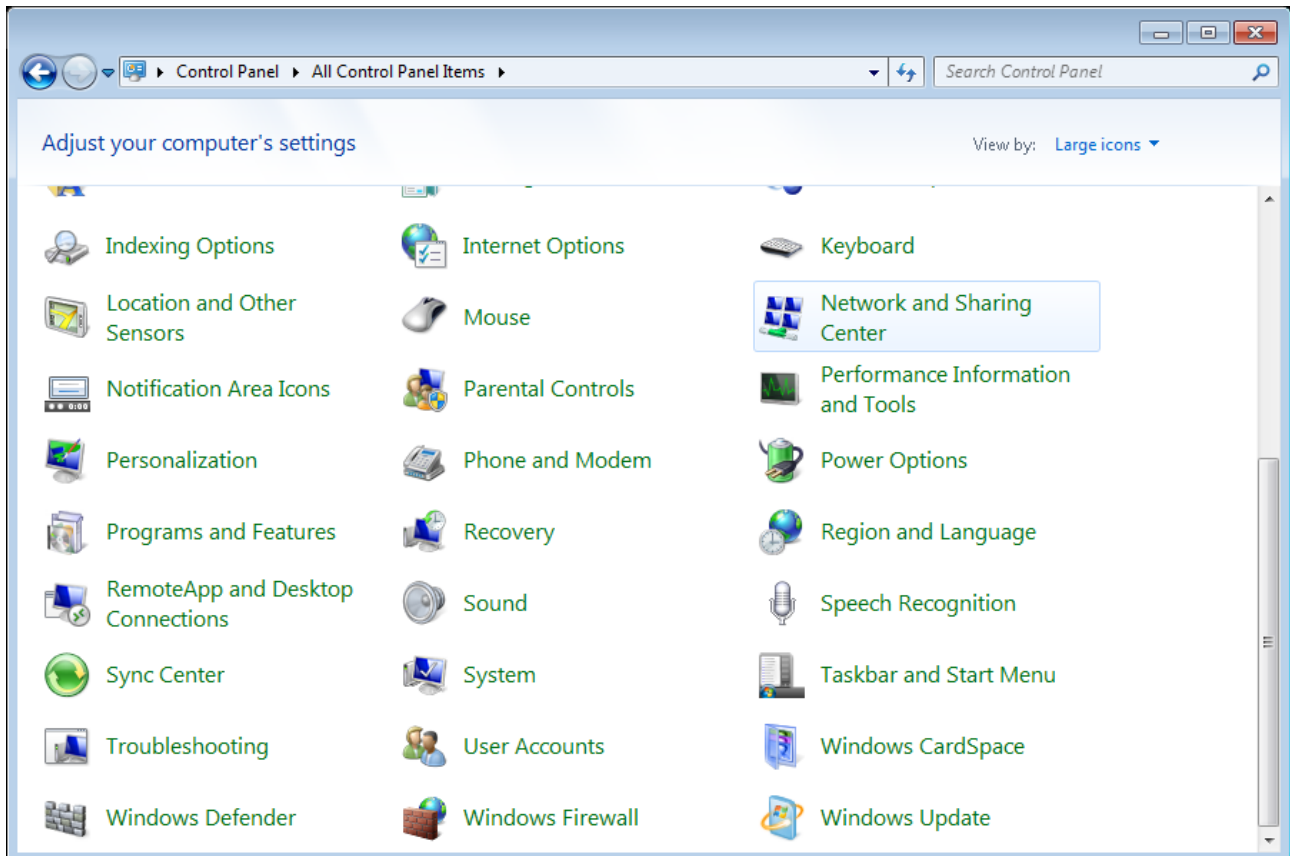 Control Panel All Control Panel Items
Search Control Panel
Adjust your computer's settings
View by: Large icons
Indexing Options
Internet Options
Keyboard
Location and Other
Sensors
Mouse
Network and Sharing
Center
Notification Area Icons
Parental Controls
Performance Information
and Tools
Personalization
Phone and Modem
Power Options
Programs and Features
Recovery
Region and Language
RemoteApp and Desktop
Connections
Sound
Speech Recognition
Sync Center
System
Taskbar and Start Menu
Troubleshooting
User Accounts
Windows CardSpace
Windows Defender
Windows Firewall
Windows Update